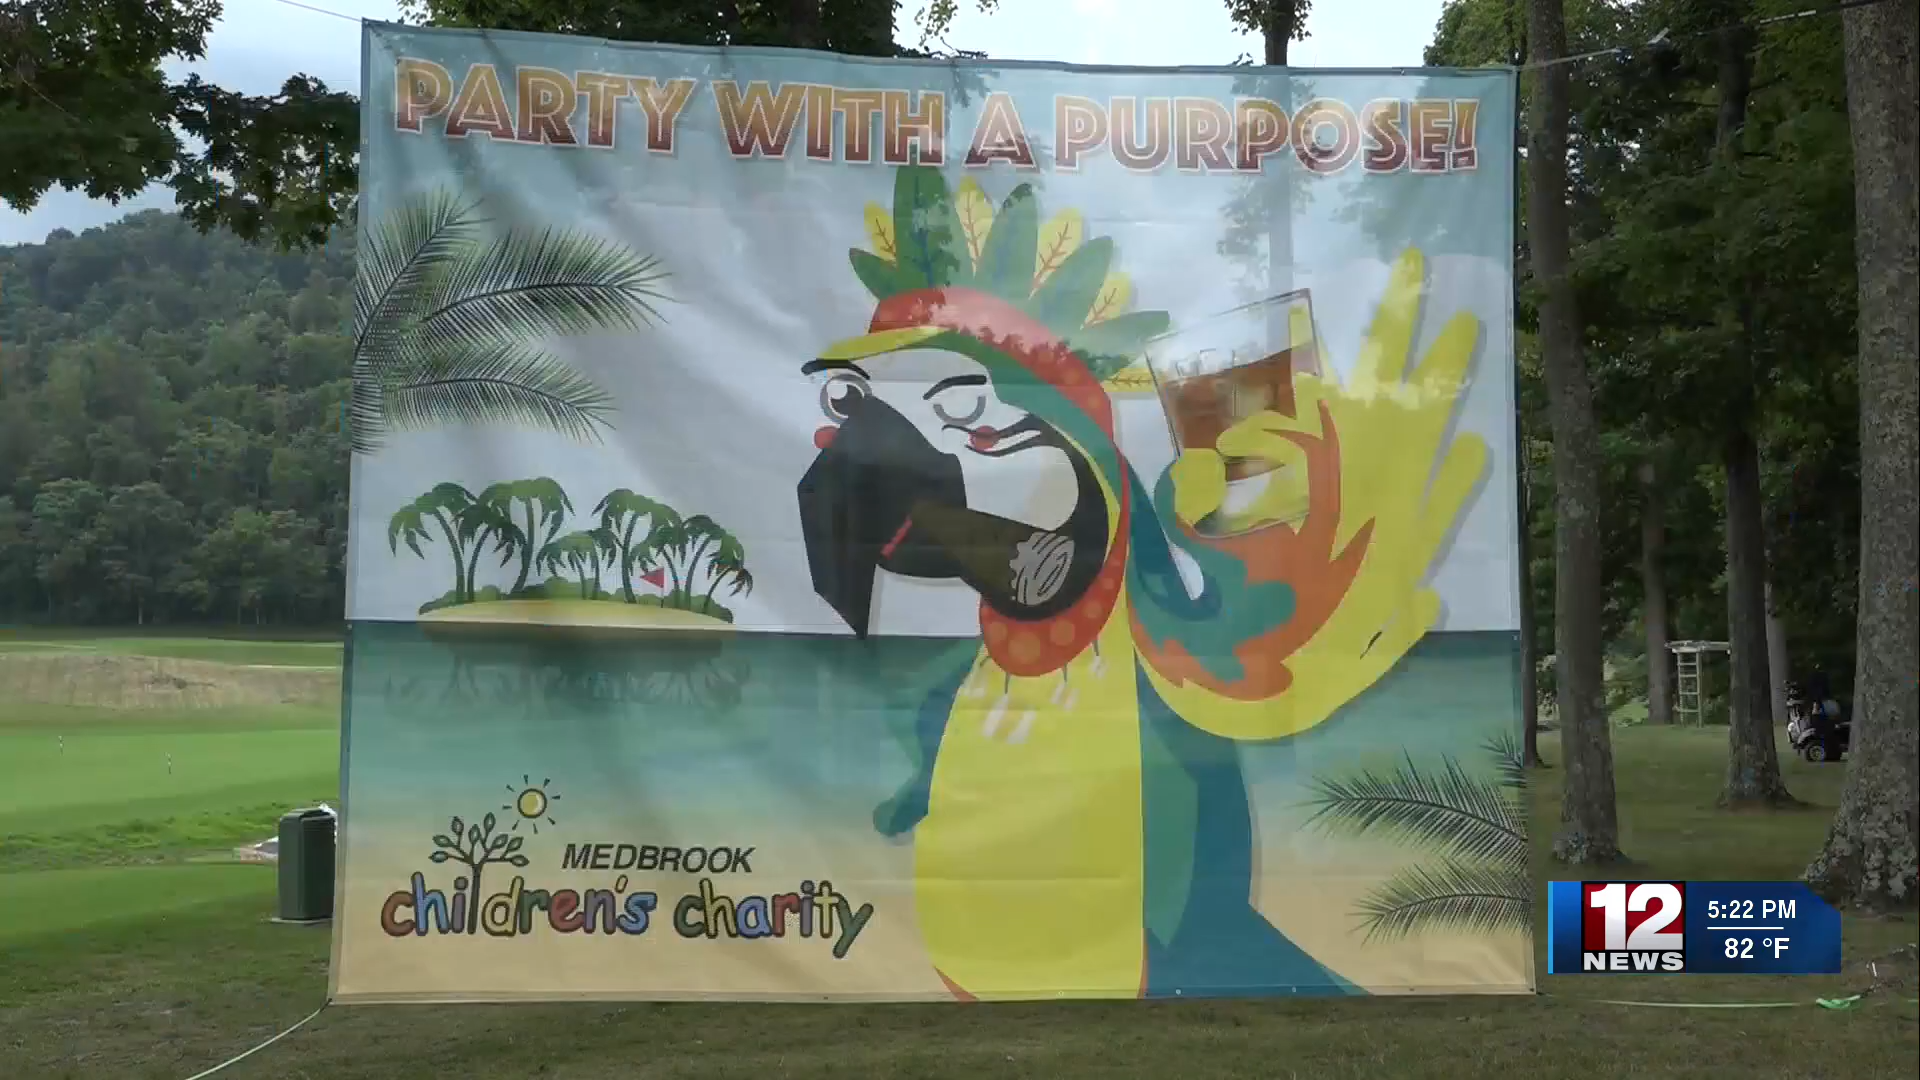 PARTY WITH A PURPOSE!
MEDBROOK
children's charity
12
NEWS
5:22 PM
82 °F